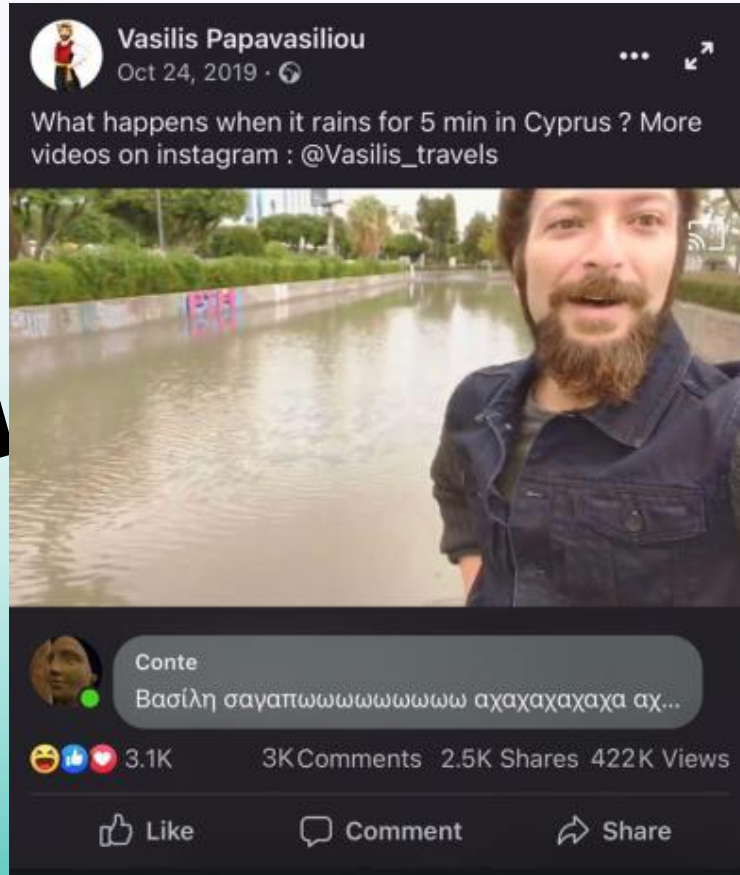 Vasilis Papavasiliou
Oct 24, 2019 ·
What happens when it rains for 5 min in Cyprus ? More
videos on instagram : @Vasilis_travels
Conte
Βασίλη σαγαπωωωωωωωωω αχαχαχαχαχα αχ...
3.1K 3K Comments 2.5K Shares 422K Views
Like Comment Share